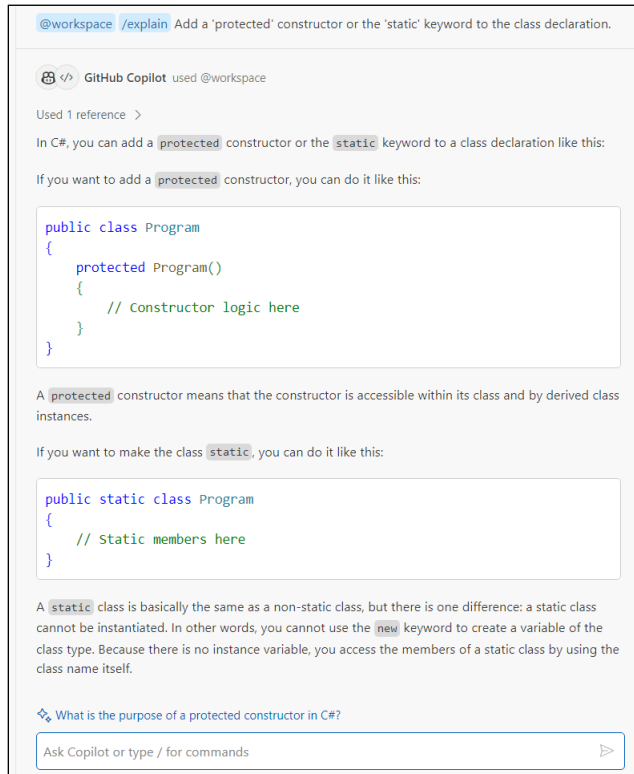 @workspace /explain Add a 'protected' constructor or the 'static' keyword to the class declaration.
GitHub Copilot used @workspace
Used 1 reference >
In C#, you can add a protected constructor or the static keyword to a class declaration like this:
If you want to add a protected constructor, you can do it like this:
public class Program
{
    protected Program()
    {
        // Constructor logic here
    }
}
A protected constructor means that the constructor is accessible within its class and by derived class
instances.
If you want to make the class static, you can do it like this:
public static class Program
{
    // Static members here
}
A static class is basically the same as a non-static class, but there is one difference: a static class
cannot be instantiated. In other words, you cannot use the new keyword to create a variable of the
class type. Because there is no instance variable, you access the members of a static class by using the
class name itself.
What is the purpose of a protected constructor in C#?
Ask Copilot or type / for commands